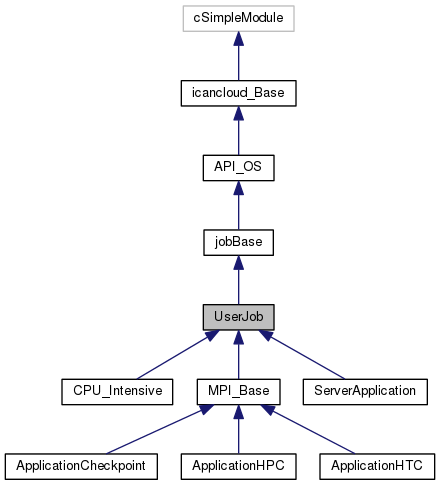 cSimpleModule
icancloud_Base
API_OS
jobBase
UserJob
CPU_Intensive
MPI_Base
ServerApplication
ApplicationCheckpoint
ApplicationHPC
ApplicationHTC